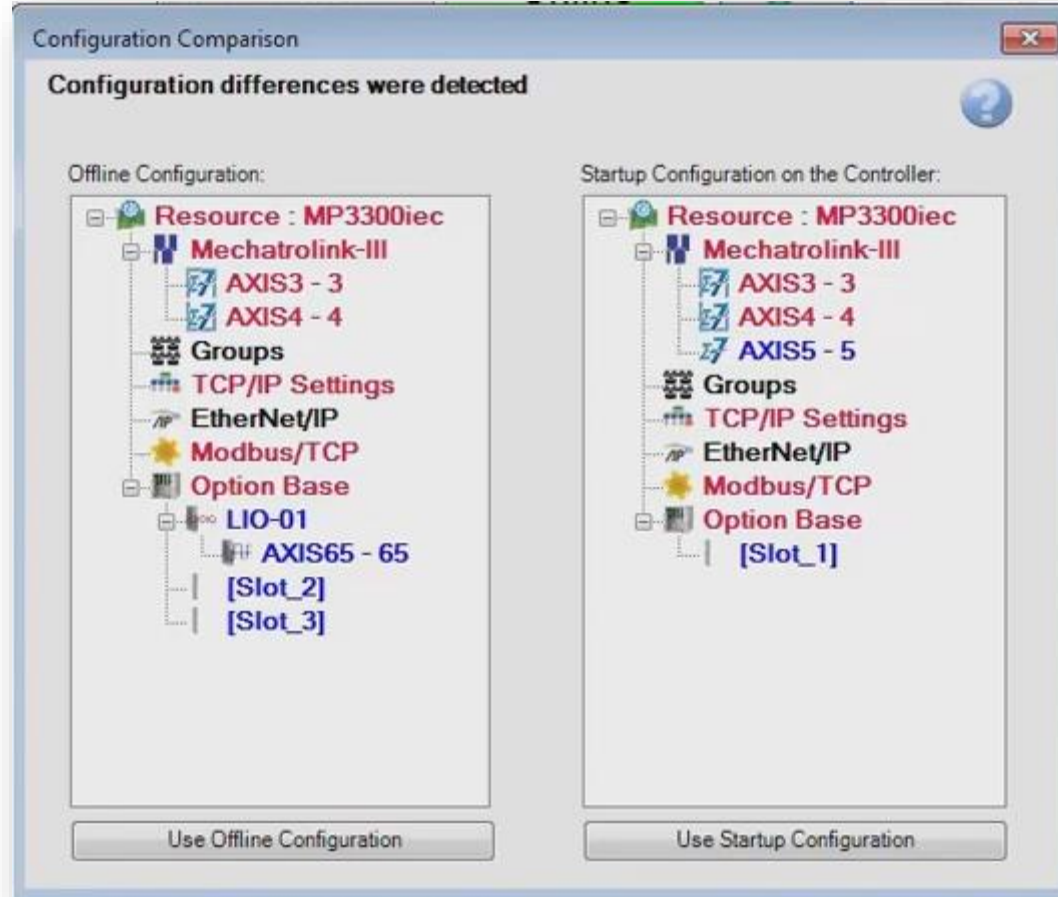 Configuration Comparison
Configuration differences were detected
Offline Configuration:
Resource : MP3300iec
Mechatrolink-III
AXIS3 - 3
AXIS4 - 4
Groups
TCP/IP Settings
EtherNet/IP
Modbus/TCP
Option Base
LIO-01
AXIS65 - 65
[Slot_2]
[Slot_3]
Use Offline Configuration
Startup Configuration on the Controller:
Resource : MP3300iec
Mechatrolink-III
AXIS3 - 3
AXIS4 - 4
AXIS5 - 5
Groups
TCP/IP Settings
EtherNet/IP
Modbus/TCP
Option Base
[Slot_1]
Use Startup Configuration